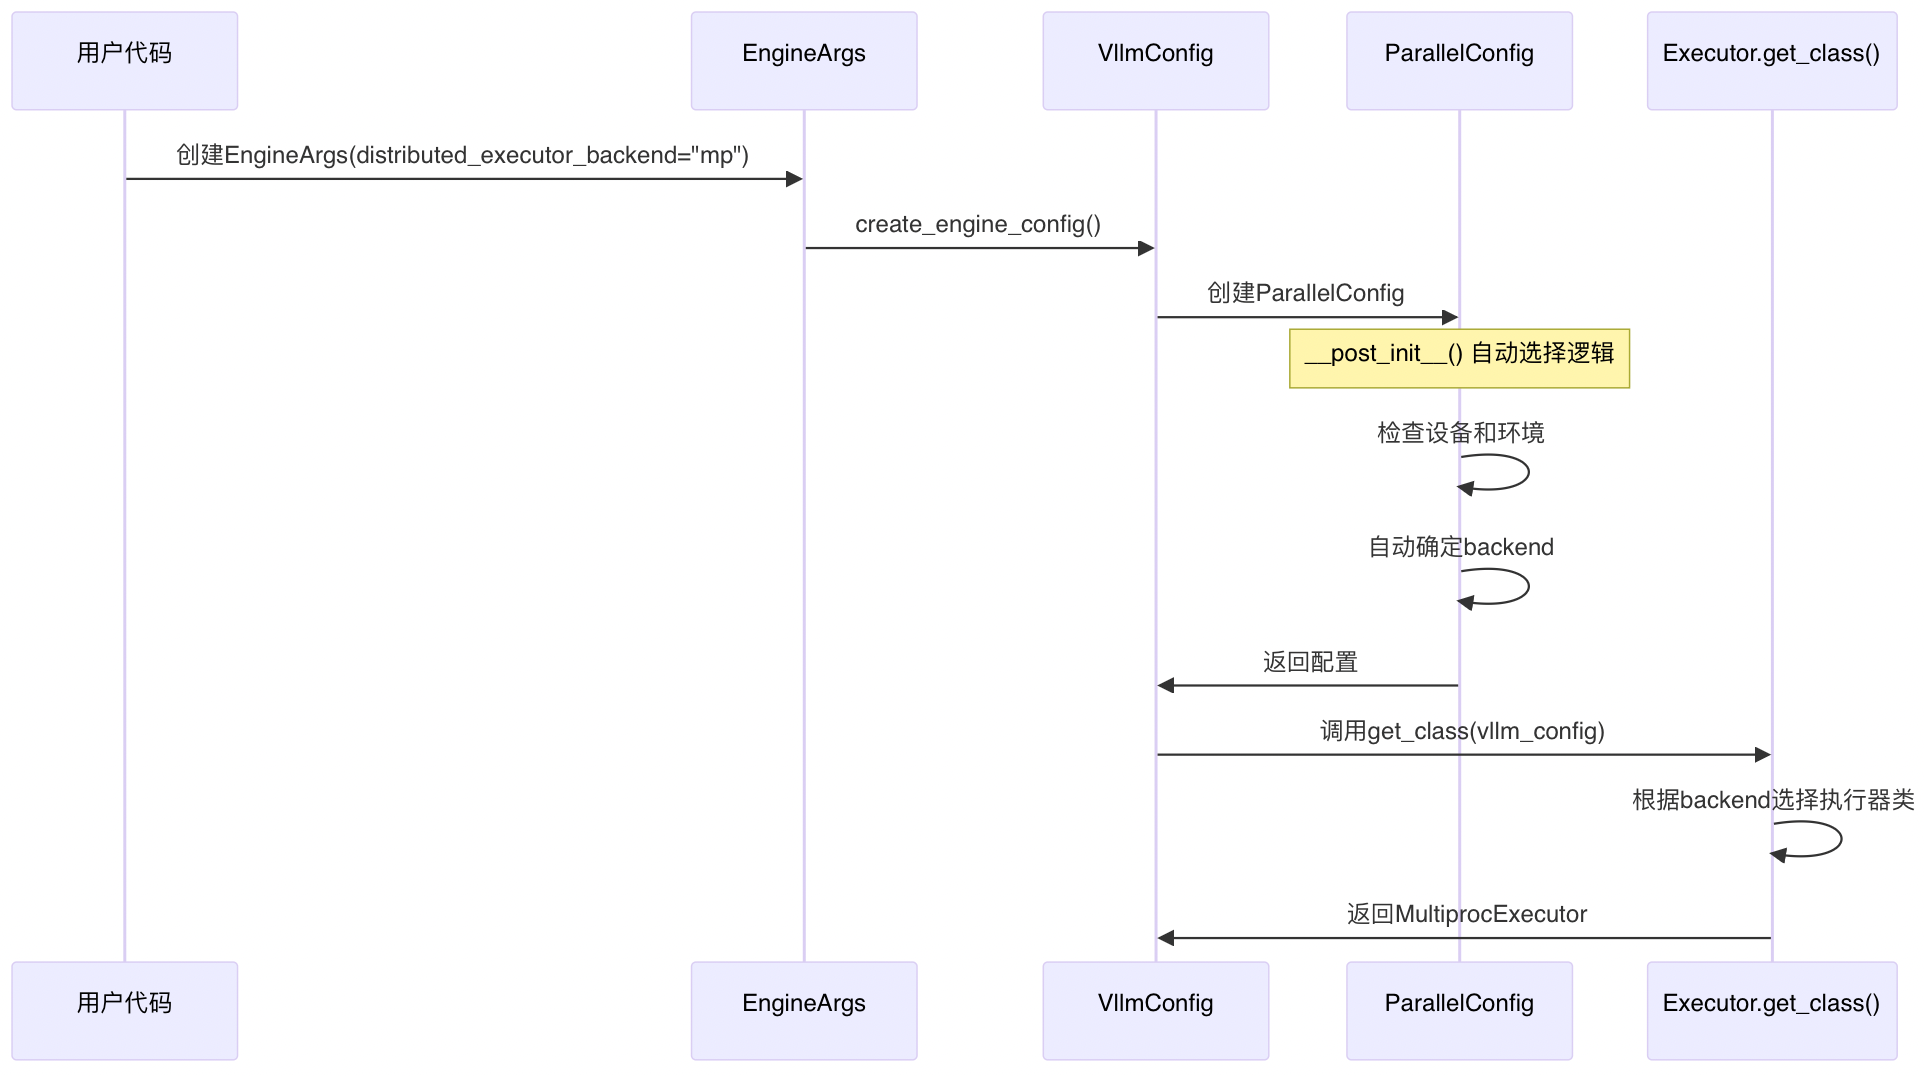 用户代码
EngineArgs
VllmConfig
ParallelConfig
Executor.get_class()
创建EngineArgs(distributed_executor_backend="mp")
create_engine_config()
创建ParallelConfig
__post_init__() 自动选择逻辑
检查设备和环境
自动确定backend
返回配置
调用get_class(vllm_config)
根据backend选择执行器类
返回MultiprocExecutor
用户代码
EngineArgs
VllmConfig
ParallelConfig
Executor.get_class()